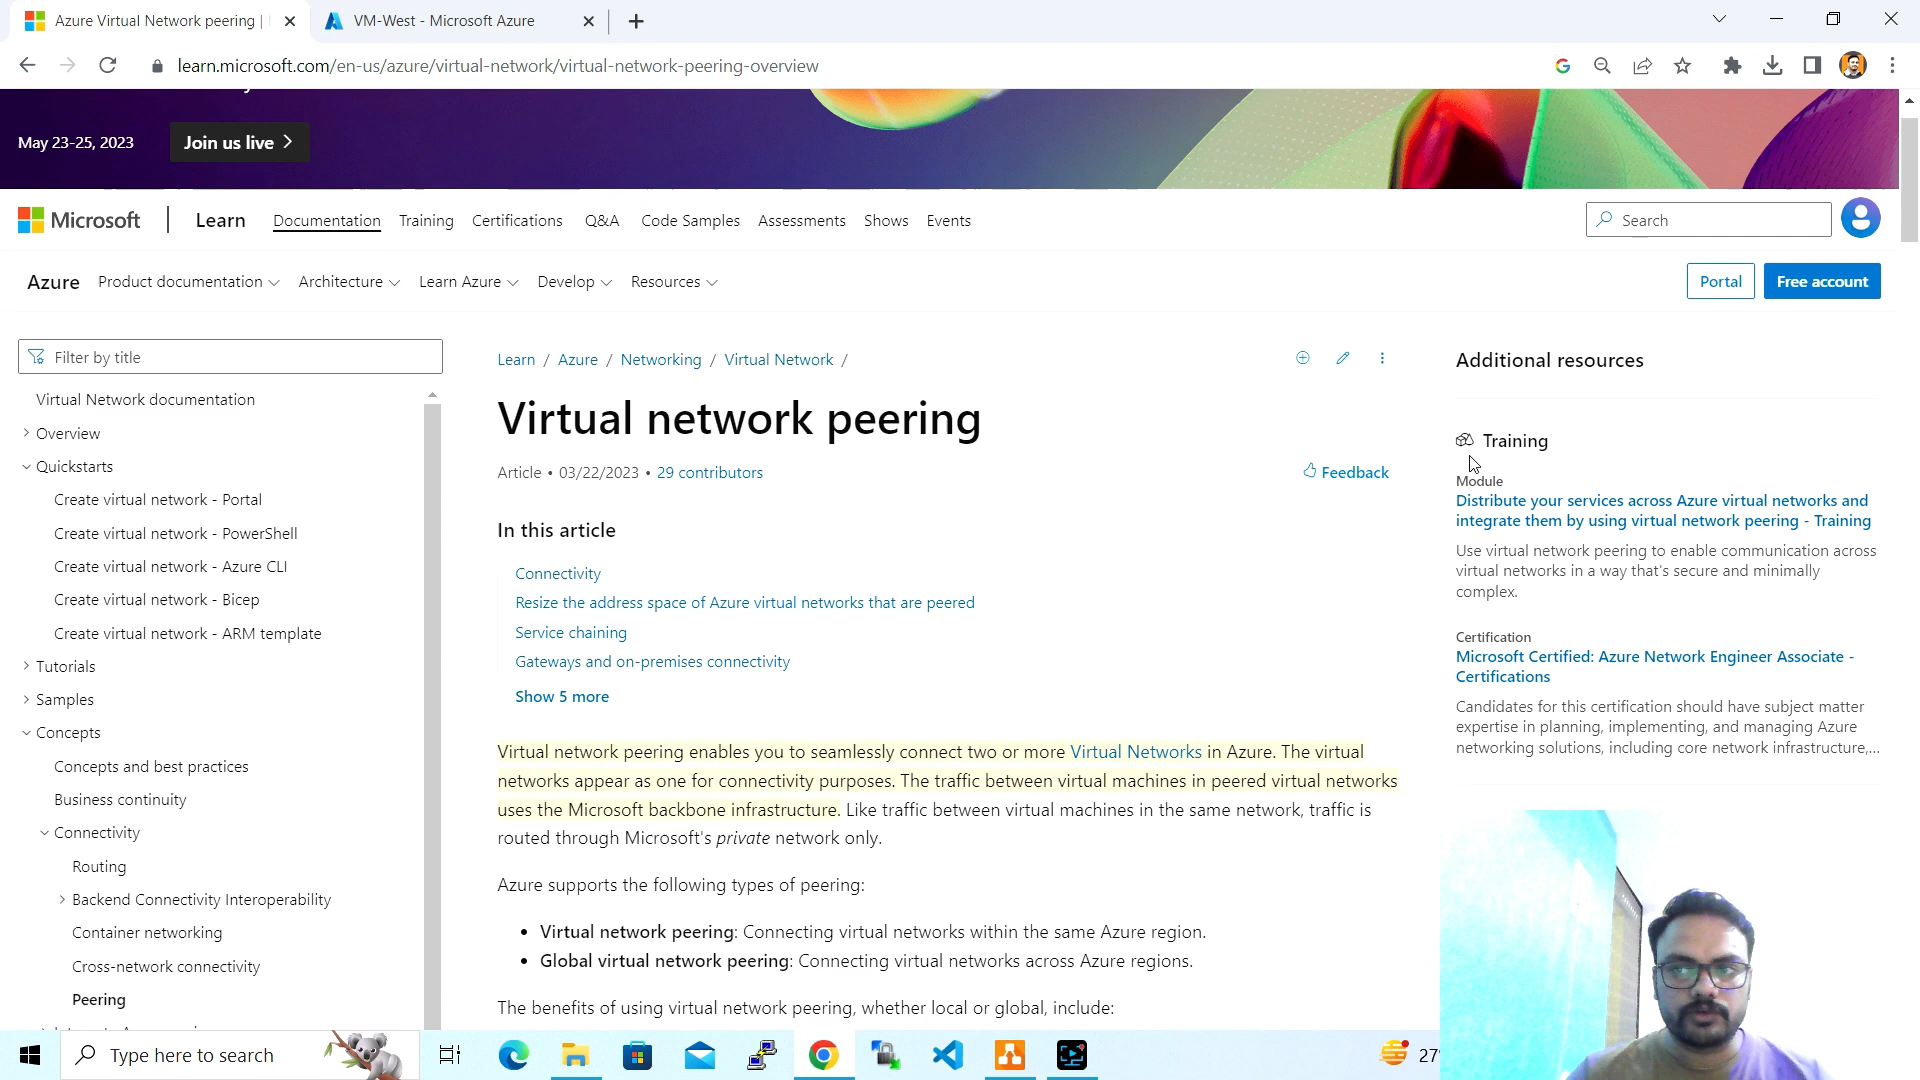 Azure Virtual Network peering |
VM-West - Microsoft Azure
learn.microsoft.com/en-us/azure/virtual-network/virtual-network-peering-overview
May 23-25, 2023
Join us live
Microsoft
Learn
Documentation
Training
Certifications
Q&A
Code Samples
Assessments
Shows
Events
Search
Azure
Product documentation
Architecture
Learn Azure
Develop
Resources
Portal
Free account
Filter by title
Virtual Network documentation
Overview
Quickstarts
Create virtual network - Portal
Create virtual network - PowerShell
Create virtual network - Azure CLI
Create virtual network - Bicep
Create virtual network - ARM template
Tutorials
Samples
Concepts
Concepts and best practices
Business continuity
Connectivity
Routing
Backend Connectivity Interoperability
Container networking
Cross-network connectivity
Peering
Learn / Azure / Networking / Virtual Network /
Virtual network peering
Article • 03/22/2023 • 29 contributors
Feedback
In this article
Connectivity
Resize the address space of Azure virtual networks that are peered
Service chaining
Gateways and on-premises connectivity
Show 5 more
Virtual network peering enables you to seamlessly connect two or more Virtual Networks in Azure. The virtual
networks appear as one for connectivity purposes. The traffic between virtual machines in peered virtual networks
uses the Microsoft backbone infrastructure. Like traffic between virtual machines in the same network, traffic is
routed through Microsoft's private network only.
Azure supports the following types of peering:
• Virtual network peering: Connecting virtual networks within the same Azure region.
• Global virtual network peering: Connecting virtual networks across Azure regions.
The benefits of using virtual network peering, whether local or global, include:
Additional resources
Training
Module
Distribute your services across Azure virtual networks and
integrate them by using virtual network peering - Training
Use virtual network peering to enable communication across
virtual networks in a way that's secure and minimally
complex.
Certification
Microsoft Certified: Azure Network Engineer Associate -
Certifications
Candidates for this certification should have subject matter
expertise in planning, implementing, and managing Azure
networking solutions, including core network infrastructure,...
Type here to search
27°